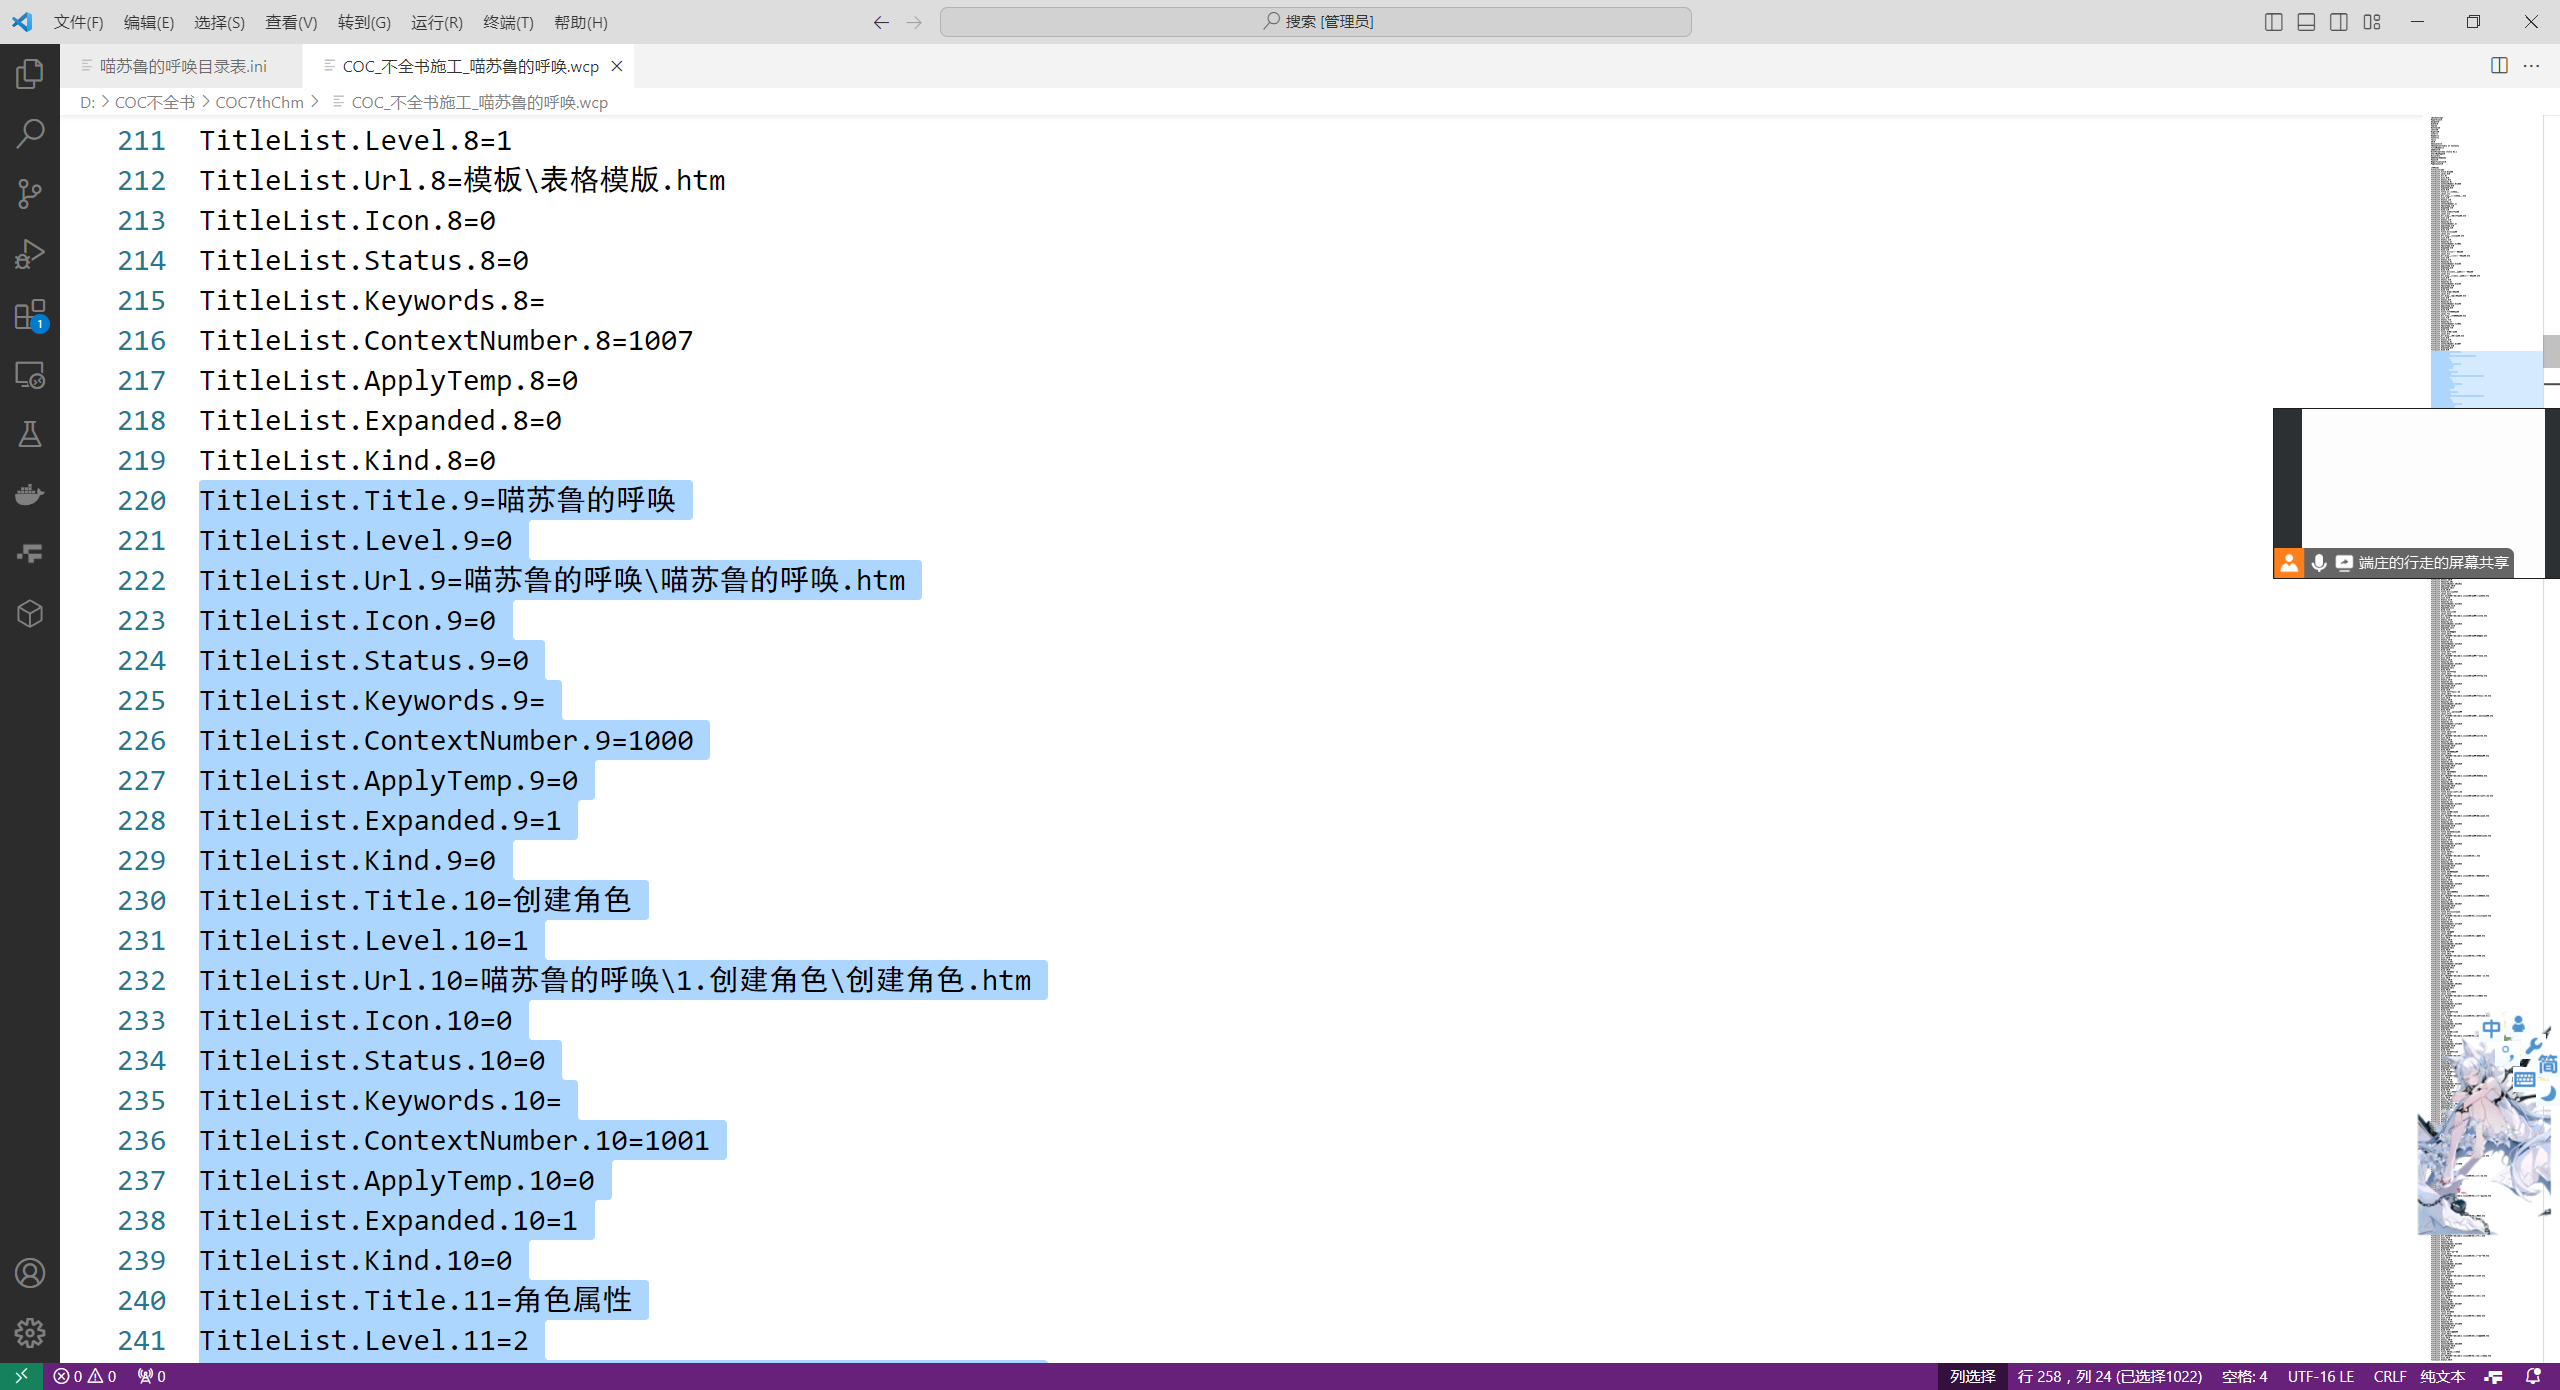 文件(F) 编辑(E) 选择(S) 查看(V) 转到(G) 运行(R) 终端(T) 帮助(H)
搜索 [管理员]
喵苏鲁的呼唤目录表.ini
COC_不全书施工_喵苏鲁的呼唤.wcp
D: > COC不全书 > COC7thChm > COC_不全书施工_喵苏鲁的呼唤.wcp
211 TitleList.Level.8=1
212 TitleList.Url.8=模板\表格模版.htm
213 TitleList.Icon.8=0
214 TitleList.Status.8=0
215 TitleList.Keywords.8=
216 TitleList.ContextNumber.8=1007
217 TitleList.ApplyTemp.8=0
218 TitleList.Expanded.8=0
219 TitleList.Kind.8=0
220 TitleList.Title.9=喵苏鲁的呼唤
221 TitleList.Level.9=0
222 TitleList.Url.9=喵苏鲁的呼唤\喵苏鲁的呼唤.htm
223 TitleList.Icon.9=0
224 TitleList.Status.9=0
225 TitleList.Keywords.9=
226 TitleList.ContextNumber.9=1000
227 TitleList.ApplyTemp.9=0
228 TitleList.Expanded.9=1
229 TitleList.Kind.9=0
230 TitleList.Title.10=创建角色
231 TitleList.Level.10=1
232 TitleList.Url.10=喵苏鲁的呼唤\1.创建角色\创建角色.htm
233 TitleList.Icon.10=0
234 TitleList.Status.10=0
235 TitleList.Keywords.10=
236 TitleList.ContextNumber.10=1001
237 TitleList.ApplyTemp.10=0
238 TitleList.Expanded.10=1
239 TitleList.Kind.10=0
240 TitleList.Title.11=角色属性
241 TitleList.Level.11=2
1
端庄的行走的屏幕共享
中
简
0 0 0
列选择 行 258，列 24 (已选择1022) 空格: 4 UTF-16 LE CRLF 纯文本